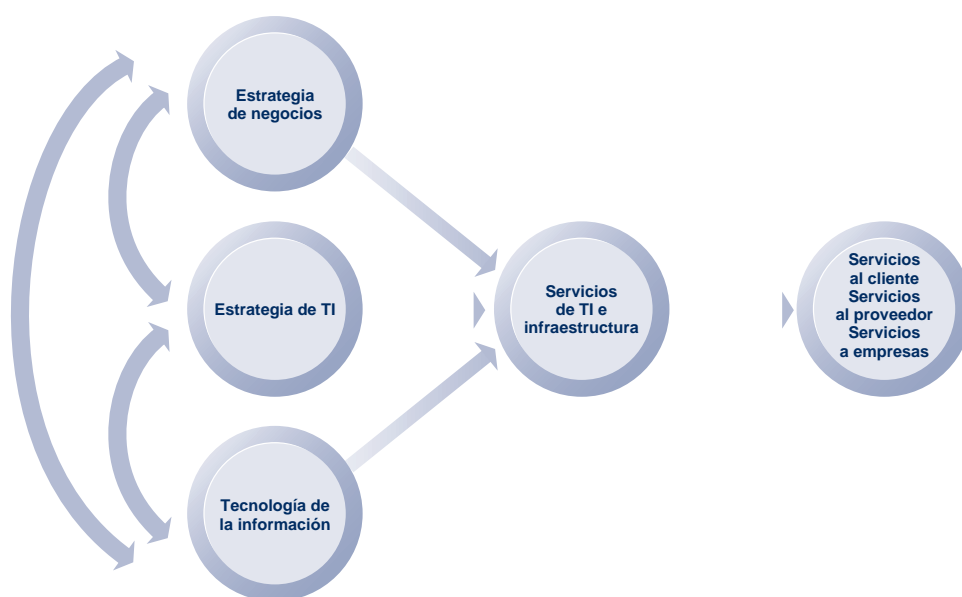 Estrategia
de negocios
Estrategia de TI
Tecnología de
la información
Servicios
de TI e
infraestructura
Servicios
al cliente
Servicios
al proveedor
Servicios
a empresas